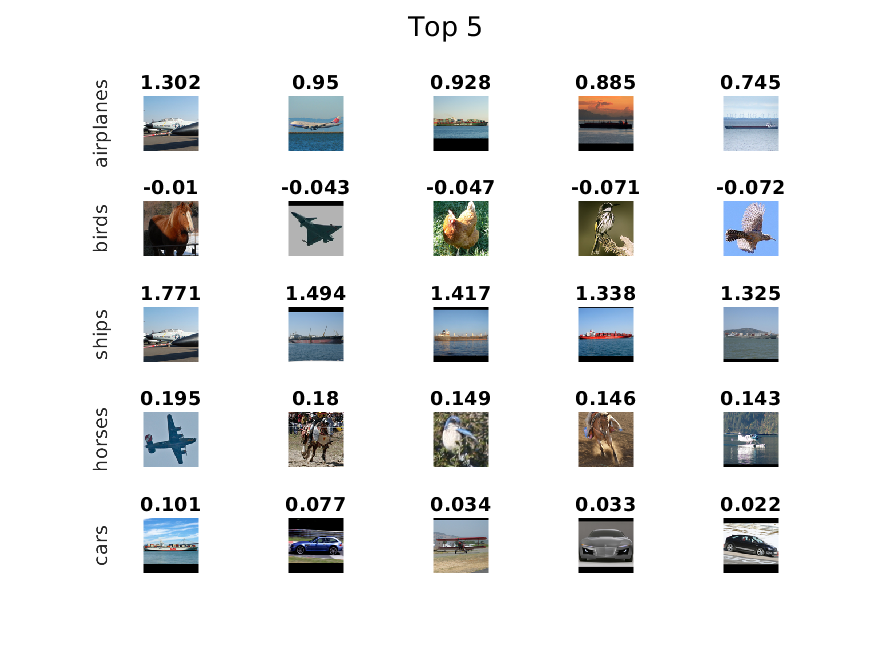 Top 5
airplanes
1.302 0.95 0.928 0.885 0.745
birds
-0.01 -0.043 -0.047 -0.071 -0.072
ships
1.771 1.494 1.417 1.338 1.325
horses
0.195 0.18 0.149 0.146 0.143
cars
0.101 0.077 0.034 0.033 0.022